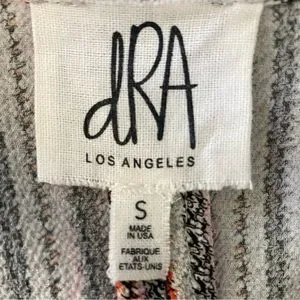 dRA
LOS ANGELES
S
MADE
IN USA
FABRIQUE
AUX
ETATS-UNIS